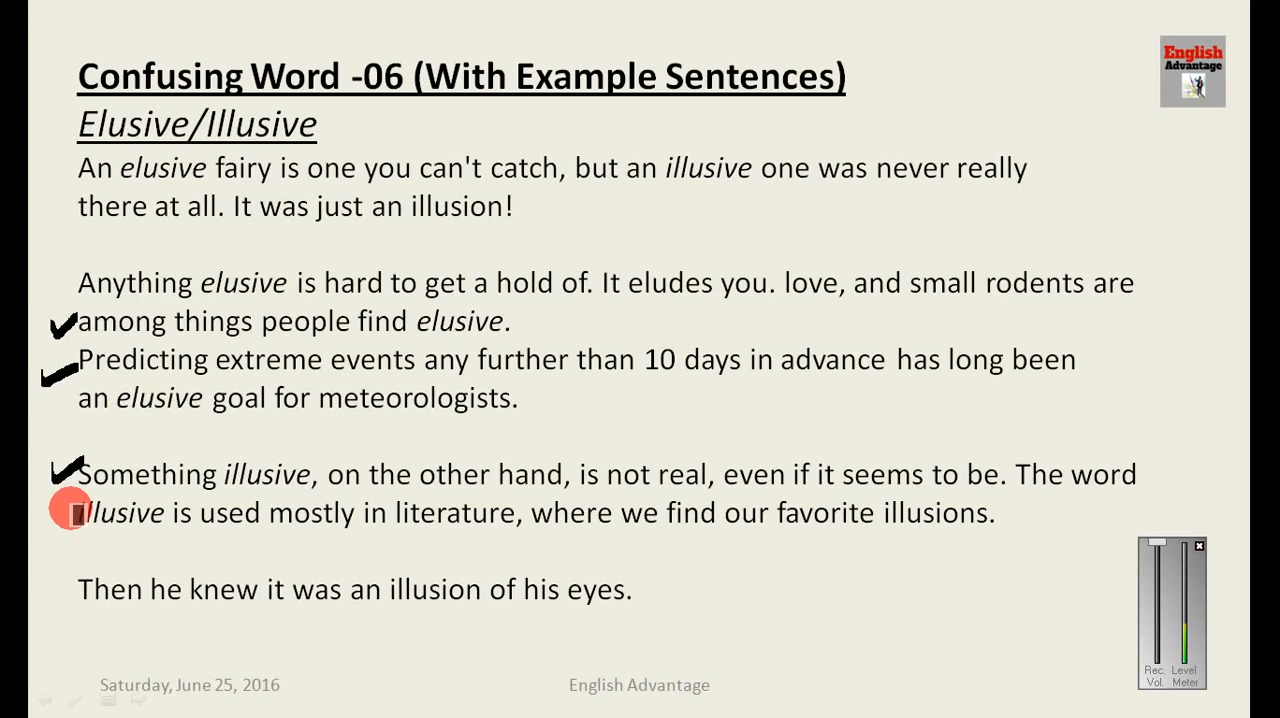 Confusing Word -06 (With Example Sentences)
English
Advantage
Elusive/Illusive
An elusive fairy is one you can't catch, but an illusive one was never really
there at all. It was just an illusion!
Anything elusive is hard to get a hold of. It eludes you. love, and small rodents are
among things people find elusive.
Predicting extreme events any further than 10 days in advance has long been
an elusive goal for meteorologists.
Something illusive, on the other hand, is not real, even if it seems to be. The word
illusive is used mostly in literature, where we find our favorite illusions.
Then he knew it was an illusion of his eyes.
Rec. Level
Vol. Meter
Saturday, June 25, 2016
English Advantage